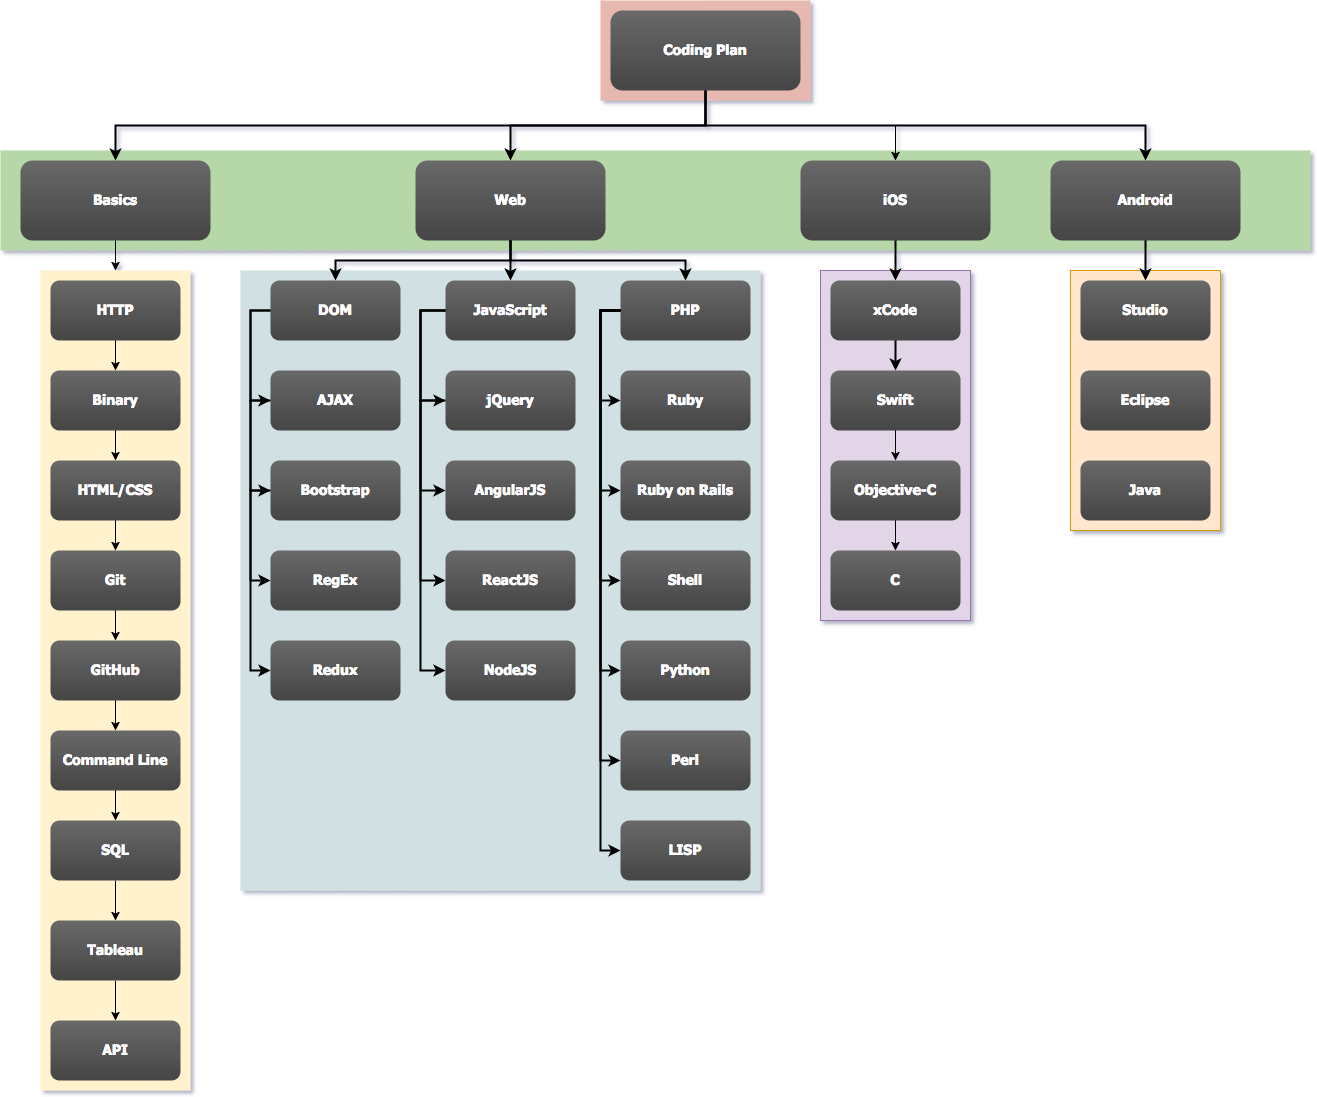 Coding Plan
Basics
Web
iOS
Android
HTTP
DOM
JavaScript
PHP
xCode
Studio
Binary
AJAX
jQuery
Ruby
Swift
Eclipse
HTML/CSS
Bootstrap
AngularJS
Ruby on Rails
Objective-C
Java
Git
RegEx
ReactJS
Shell
C
GitHub
Redux
NodeJS
Python
Command Line
Perl
SQL
LISP
Tableau
API